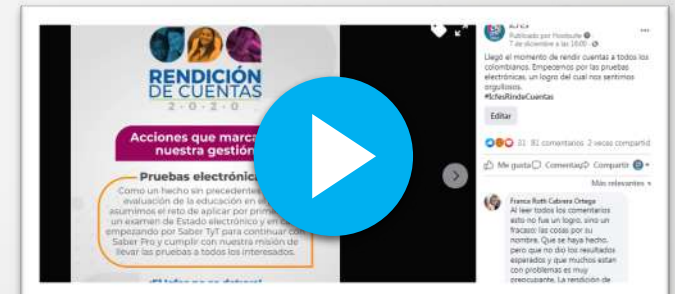 RENDICIÓN
DE CUENTAS
2 - 0 - 2 - 0
Acciones que marca
nuestra gestión
Pruebas electrónic
Como un hecho sin precedentes
evaluación de la educación en el
asumimos el reto de aplicar por prime
un examen de Estado electrónico y en
empezando por Saber TyT para continuar con
Saber Pro y cumplir con nuestra misión de
llevar las pruebas a todos los interesados.
Icfes
Publicado por Hootsuite
7 de diciembre a las 16:00
Llegó el momento de rendir cuentas a todos los
colombianos. Empecemos por las pruebas
electrónicas, un logro del cual nos sentimos
orgullosos.
#IcfesRindeCuentas
Editar
31 81 comentarios 2 veces compartid
Me gusta Comentar Compartir
Más relevantes
Franca Ruth Cabrera Ortega
Al leer todos los comentarios
esto no fue un logro, sino un
fracaso: las cosas por su
nombre. Que se haya hecho,
pero que no dio los resultados
esperados y que muchos estan
con problemas es muy
preocupante. La rendición de